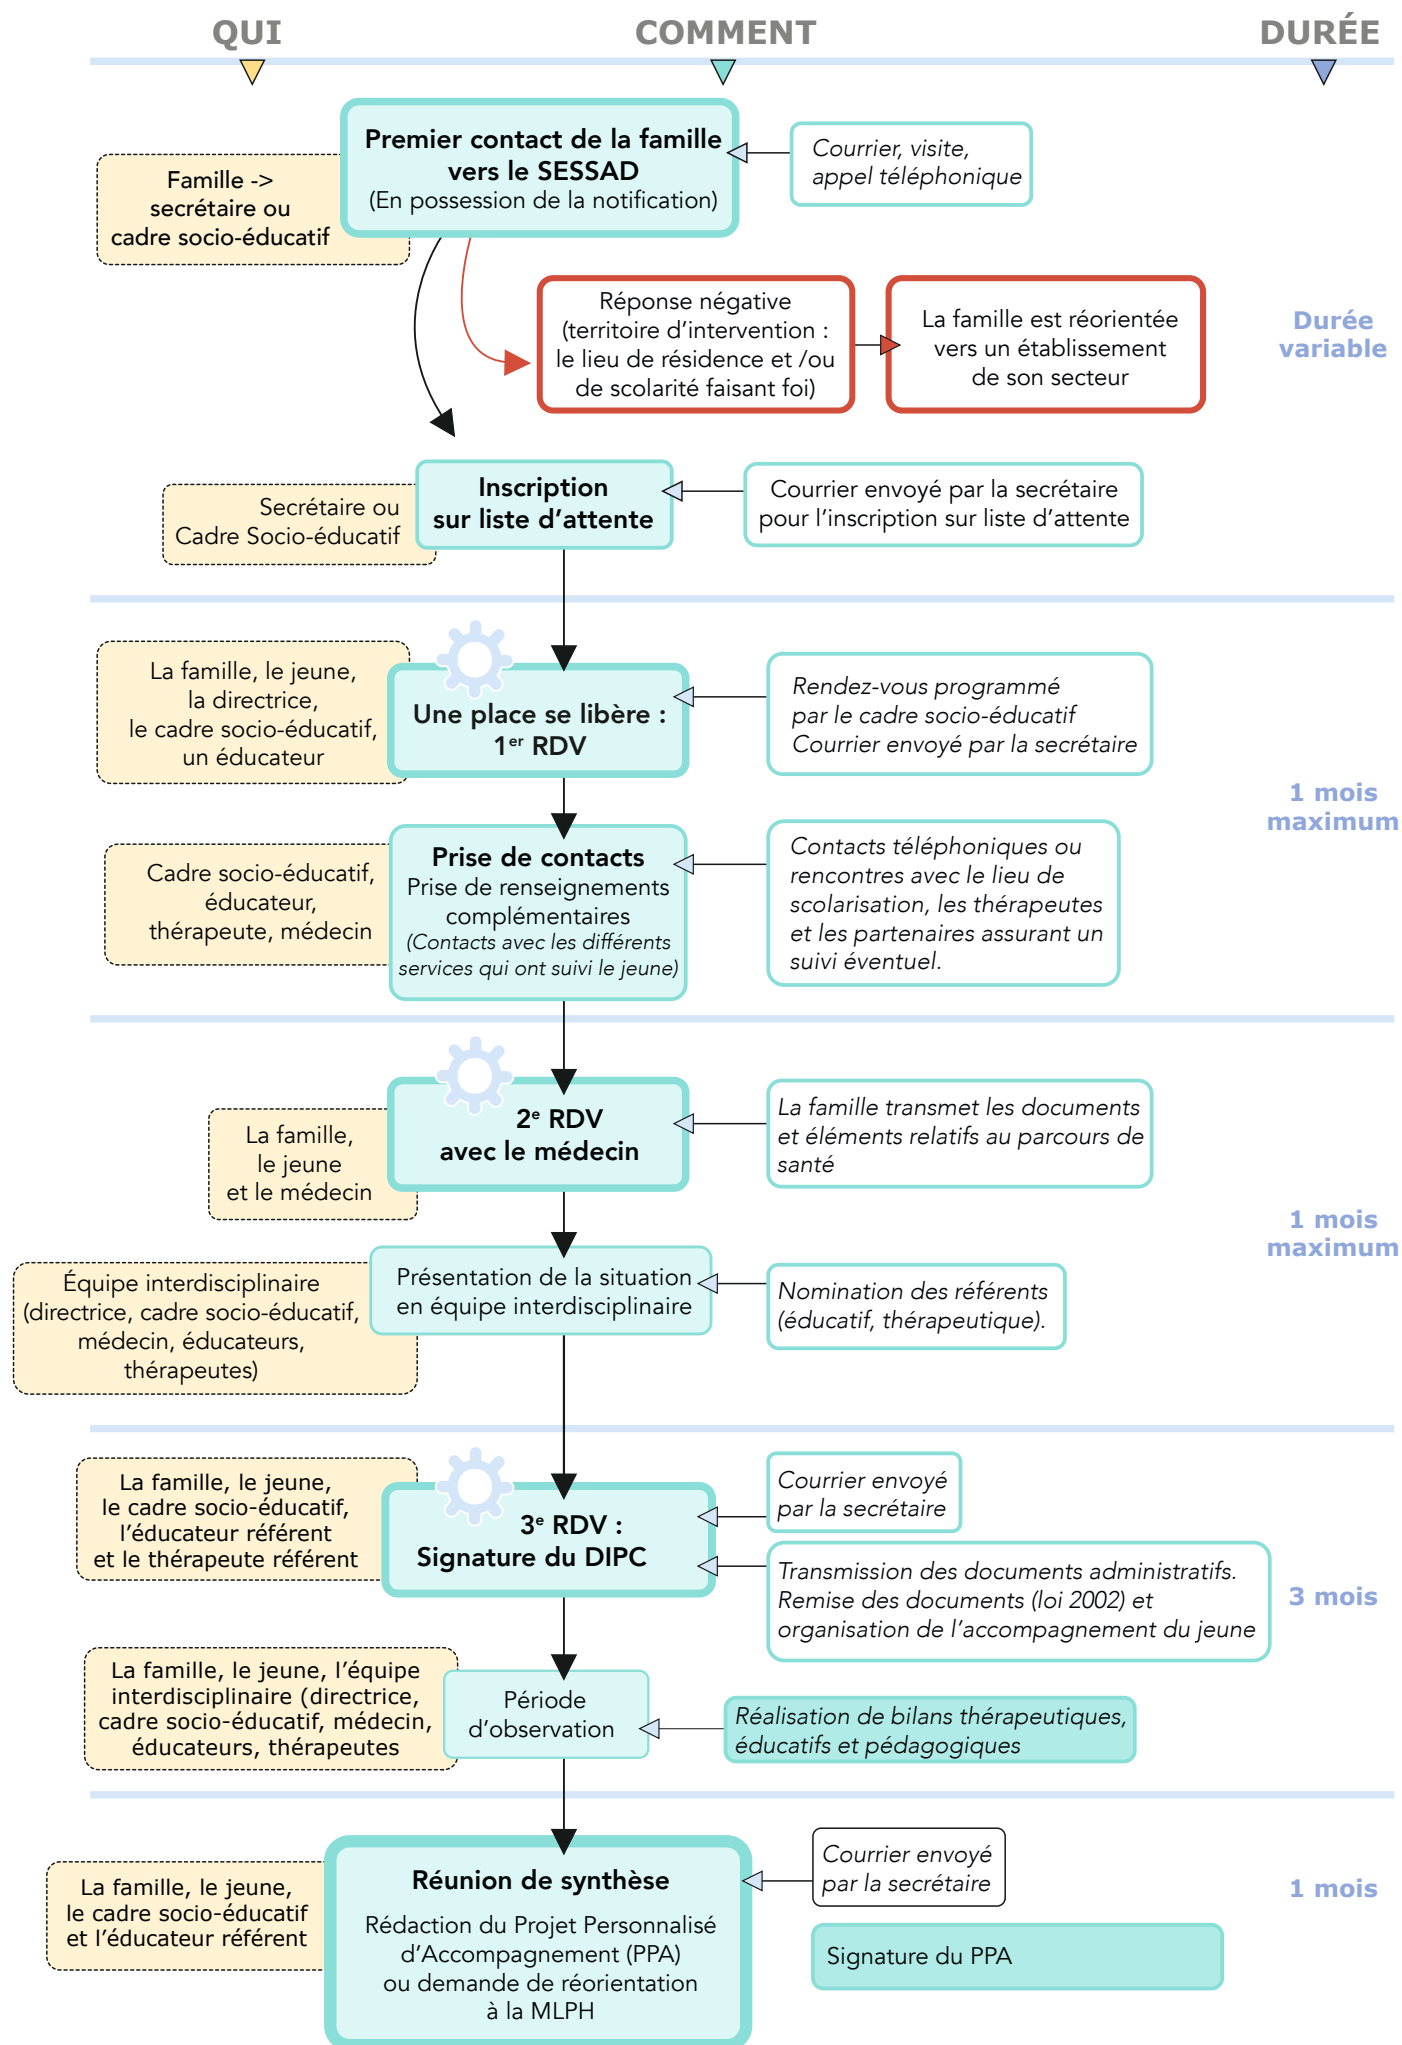 QUI
COMMENT
DURÉE
Famille ->
secrétaire ou
cadre socio-éducatif
Premier contact de la famille
vers le SESSAD
(En possession de la notification)
Courrier, visite,
appel téléphonique
Réponse négative
(territoire d'intervention :
le lieu de résidence et /ou
de scolarité faisant foi)
La famille est réorientée
vers un établissement
de son secteur
Durée
variable
Secrétaire ou
Cadre Socio-éducatif
Inscription
sur liste d'attente
Courrier envoyé par la secrétaire
pour l'inscription sur liste d'attente
La famille, le jeune,
la directrice,
le cadre socio-éducatif,
un éducateur
Une place se libère :
1er RDV
Rendez-vous programmé
par le cadre socio-éducatif
Courrier envoyé par la secrétaire
1 mois
maximum
Cadre socio-éducatif,
éducateur,
thérapeute, médecin
Prise de contacts
Prise de renseignements
complémentaires
(Contacts avec les différents
services qui ont suivi le jeune)
Contacts téléphoniques ou
rencontres avec le lieu de
scolarisation, les thérapeutes
et les partenaires assurant un
suivi éventuel.
La famille,
le jeune
et le médecin
2e RDV
avec le médecin
La famille transmet les documents
et éléments relatifs au parcours de
santé
1 mois
maximum
Équipe interdisciplinaire
(directrice, cadre socio-éducatif,
médecin, éducateurs,
thérapeutes)
Présentation de la situation
en équipe interdisciplinaire
Nomination des référents
(éducatif, thérapeutique).
La famille, le jeune,
le cadre socio-éducatif,
l'éducateur référent
et le thérapeute référent
3e RDV :
Signature du DIPC
Courrier envoyé
par la secrétaire
Transmission des documents administratifs.
Remise des documents (loi 2002) et
organisation de l'accompagnement du jeune
3 mois
La famille, le jeune, l'équipe
interdisciplinaire (directrice,
cadre socio-éducatif, médecin,
éducateurs, thérapeutes
Période
d'observation
Réalisation de bilans thérapeutiques,
éducatifs et pédagogiques
La famille, le jeune,
le cadre socio-éducatif
et l'éducateur référent
Réunion de synthèse
Rédaction du Projet Personnalisé
d'Accompagnement (PPA)
ou demande de réorientation
à la MLPH
Courrier envoyé
par la secrétaire
Signature du PPA
1 mois